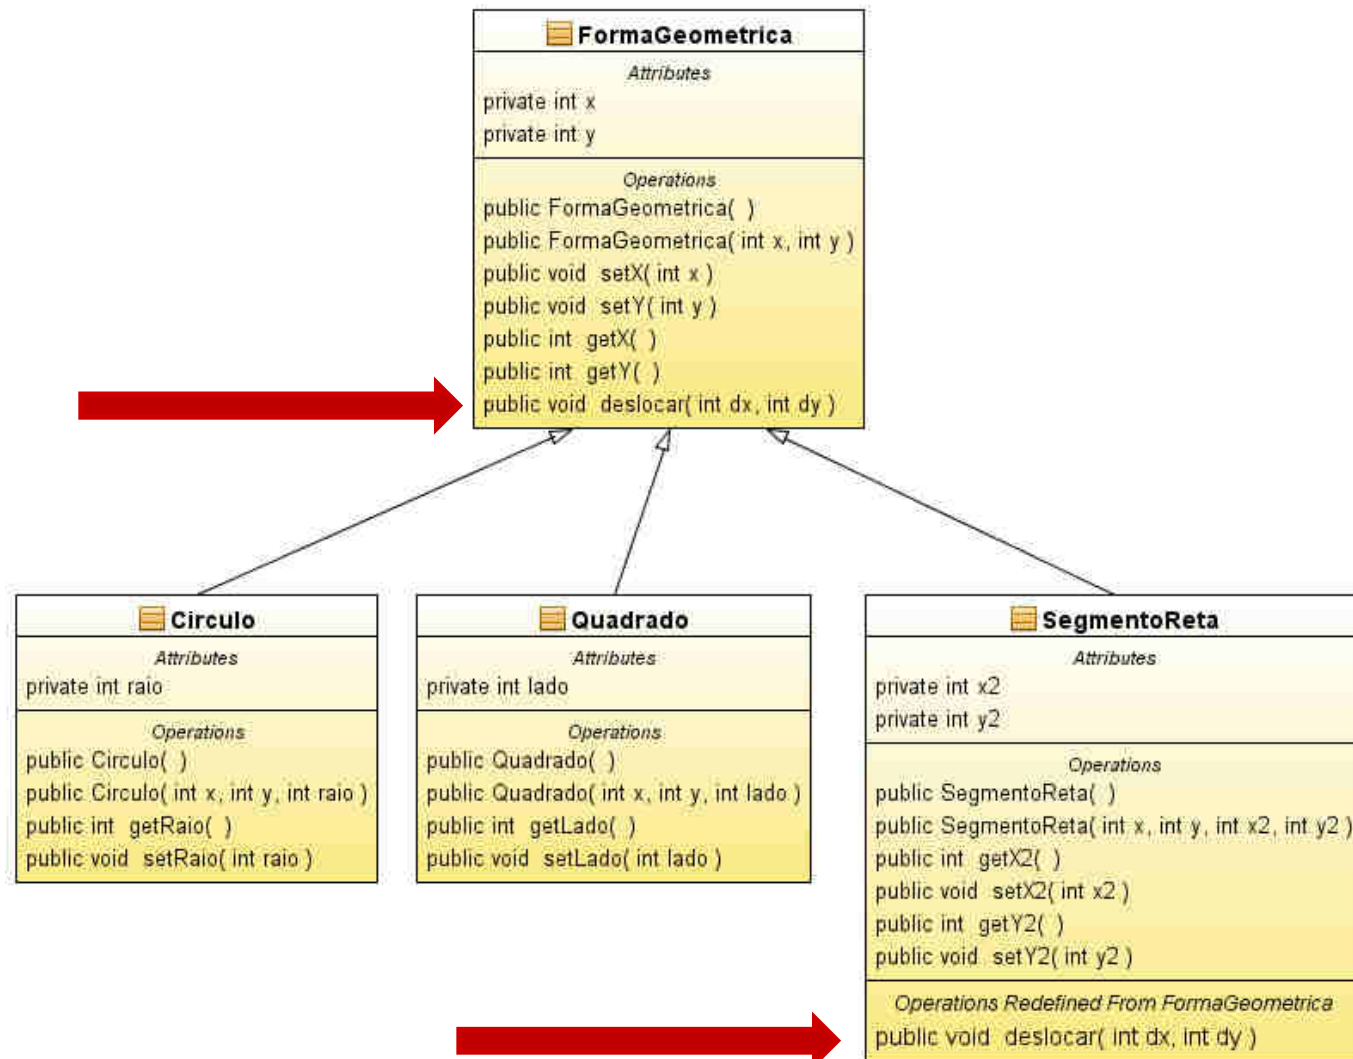 FormaGeometrica
Attributes
private int x
private int y
Operations
public FormaGeometrica( )
public FormaGeometrica( int x, int y )
public void setX( int x )
public void setY( int y )
public int getX( )
public int getY( )
public void deslocar( int dx, int dy )
Circulo
Attributes
private int raio
Operations
public Circulo( )
public Circulo( int x, int y, int raio )
public int getRaio( )
public void setRaio( int raio )
Quadrado
Attributes
private int lado
Operations
public Quadrado( )
public Quadrado( int x, int y, int lado )
public int getLado( )
public void setLado( int lado )
SegmentoReta
Attributes
private int x2
private int y2
Operations
public SegmentoReta( )
public SegmentoReta( int x, int y, int x2, int y2 )
public int getX2( )
public void setX2( int x2 )
public int getY2( )
public void setY2( int y2 )
Operations Redefined From FormaGeometrica
public void deslocar( int dx, int dy )